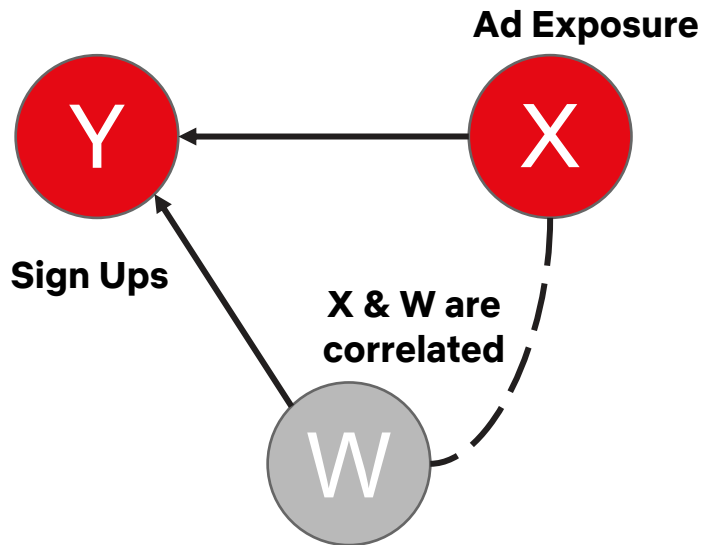 Ad Exposure
Y
X
Sign Ups
X & W are
correlated
W